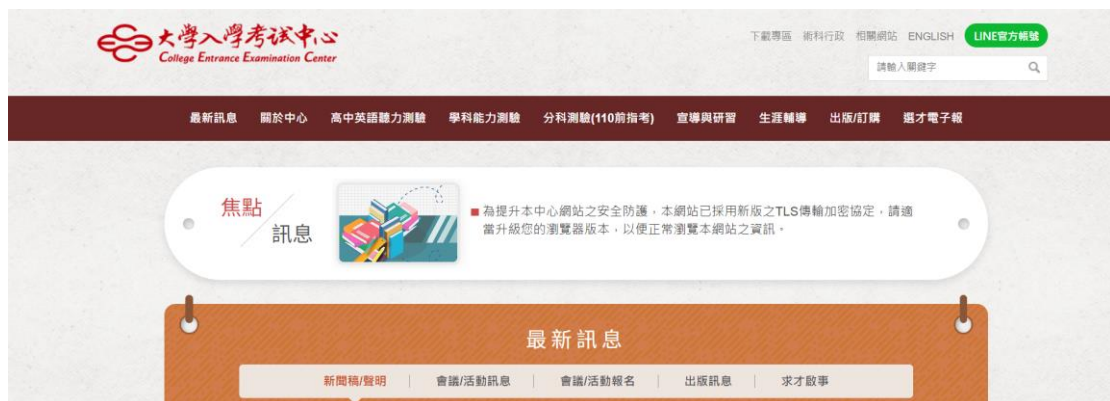 大學入學考試中心
College Entrance Examination Center
下載專區 術科行政 相關網站 ENGLISH LINE官方帳號
請輸入關鍵字
最新訊息 關於中心 高中英語聽力測驗 學科能力測驗 分科測驗(110前指考) 宣導與研習 生涯輔導 出版/訂購 選才電子報
焦點
訊息
為提升本中心網站之安全防護，本網站已採用新版之TLS傳輸加密協定，請適
當升級您的瀏覽器版本，以便正常瀏覽本網站之資訊。
最新訊息
新聞稿/聲明 會議/活動訊息 會議/活動報名 出版訊息 求才啟事